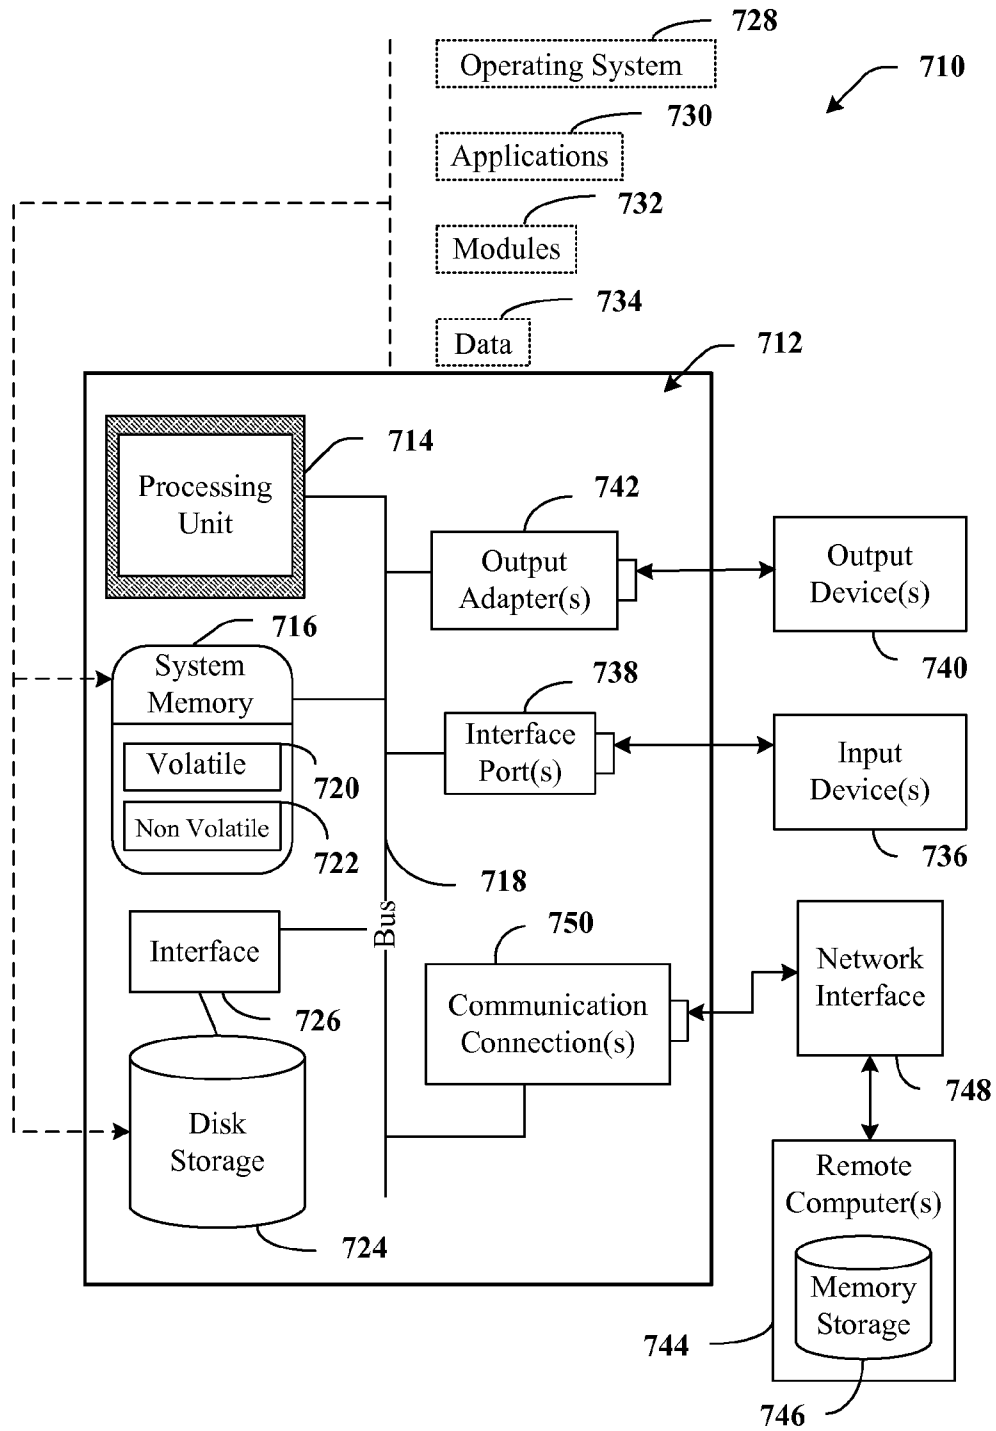 728
Operating System
710
730
Applications
732
Modules
734
Data
712
714
Processing
Unit
742
Output
Adapter(s)
Output
Device(s)
740
716
System
Memory
738
Interface
Port(s)
Input
Device(s)
736
Volatile
720
Non Volatile
722
718
Bus
750
Interface
726
Communication
Connection(s)
Network
Interface
748
Disk
Storage
724
Remote
Computer(s)
Memory
Storage
744
746